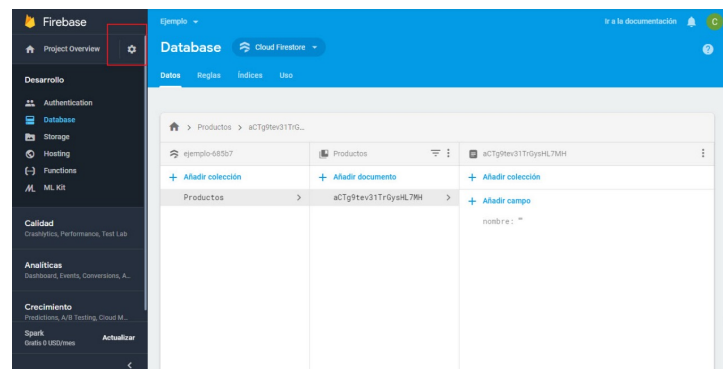 Firebase
Project Overview
Desarrollo
Authentication
Database
Storage
Hosting
Functions
ML Kit
Calidad
Crashlytics, Performance, Test Lab
Analíticas
Dashboard, Events, Conversions, A...
Crecimiento
Predictions, A/B Testing, Cloud M...
Spark
Gratis 0 USD/mes
Actualizar
Ejemplo
Ir a la documentación
C
Database
Cloud Firestore
Datos Reglas Índices Uso
Productos > aCTg9tev31TrG...
ejemplo-685b7
Productos
aCTg9tev31TrGysHL7MH
+ Añadir colección
+ Añadir documento
+ Añadir colección
Productos
aCTg9tev31TrGysHL7MH
+ Añadir campo
nombre: ""